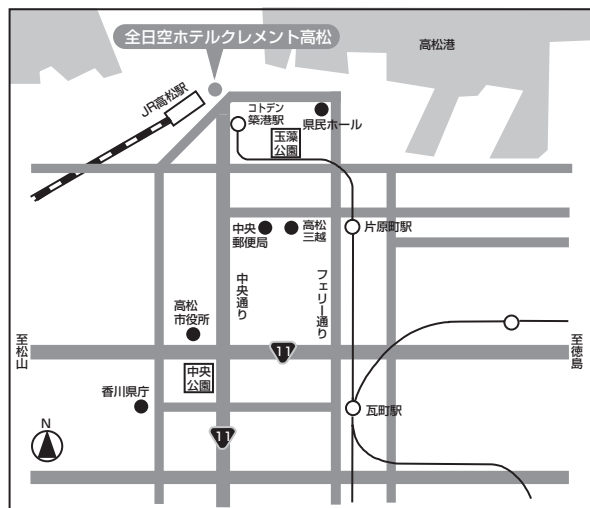 全日空ホテルクレメント高松
高松港
JR高松駅
コトデン
築港駅
県民ホール
玉藻
公園
中央
郵便局
高松
三越
片原町駅
中央通り
フェリー通り
高松
市役所
至松山
至徳島
11
中央
公園
香川県庁
瓦町駅
11
N